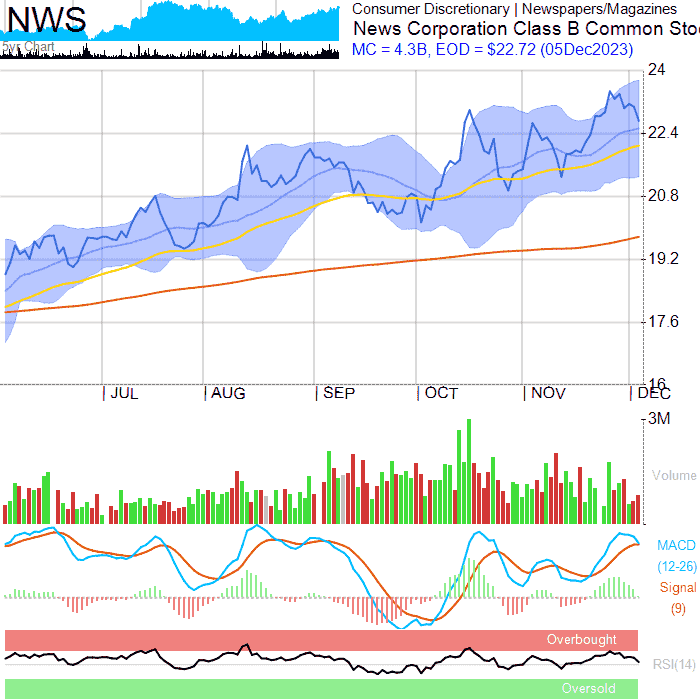 NWS
5yr Chart
Consumer Discretionary | Newspapers/Magazines
News Corporation Class B Common Sto
MC = 4.3B, EOD = $22.72 (05Dec2023)
24
22.4
20.8
19.2
17.6
16
JUL AUG SEP OCT NOV DEC
3M
Volume
MACD
(12-26)
Signal
(9)
Overbought
RSI(14)
Oversold